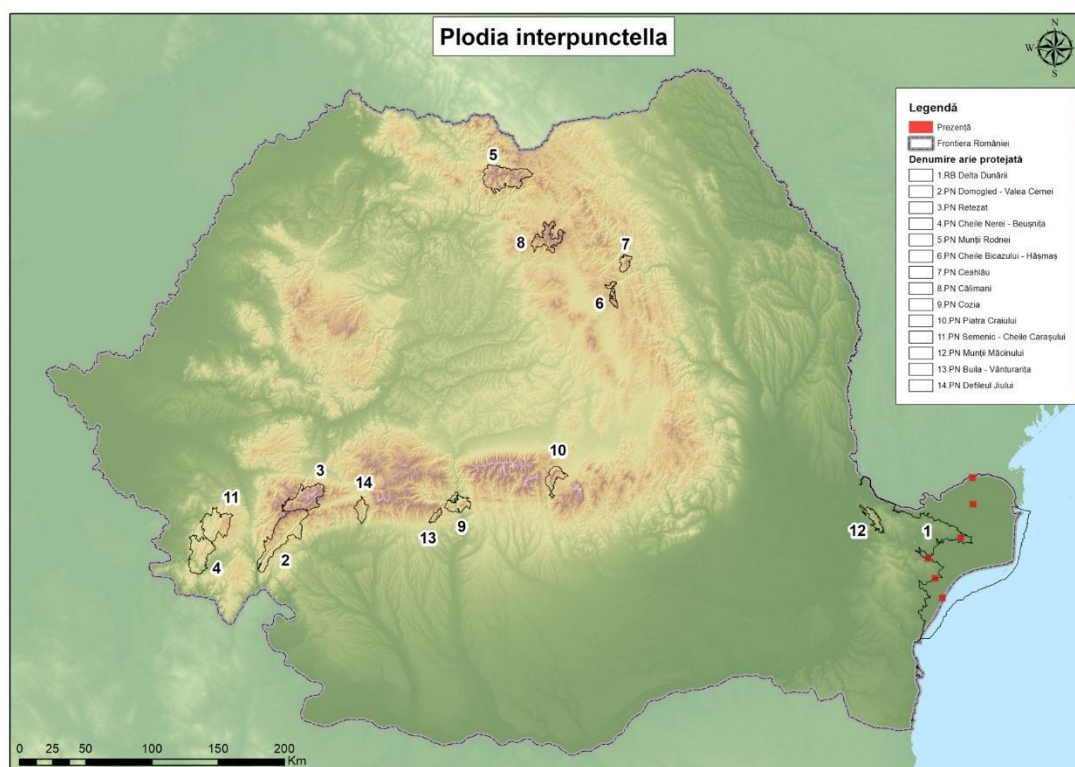 Plodia interpunctella
N
W
E
S
Legendă
Prezență
Frontiera României
Denumire arie protejată
1.RB Delta Dunării
2.PN Domogled - Valea Cernei
3.PN Retezat
4.PN Cheile Nerei - Beușnița
5.PN Munții Rodnei
6.PN Cheile Bicazului - Hășmaș
7.PN Ceahlău
8.PN Călimani
9.PN Cozia
10.PN Piatra Craiului
11.PN Semenic - Cheile Carașului
12.PN Munții Măcinului
13.PN Buila - Vânturarița
14.PN Defileul Jiului
5
8
7
6
10
3
14
11
13
9
4
2
12
1
0 25 50 100 150 200
Km